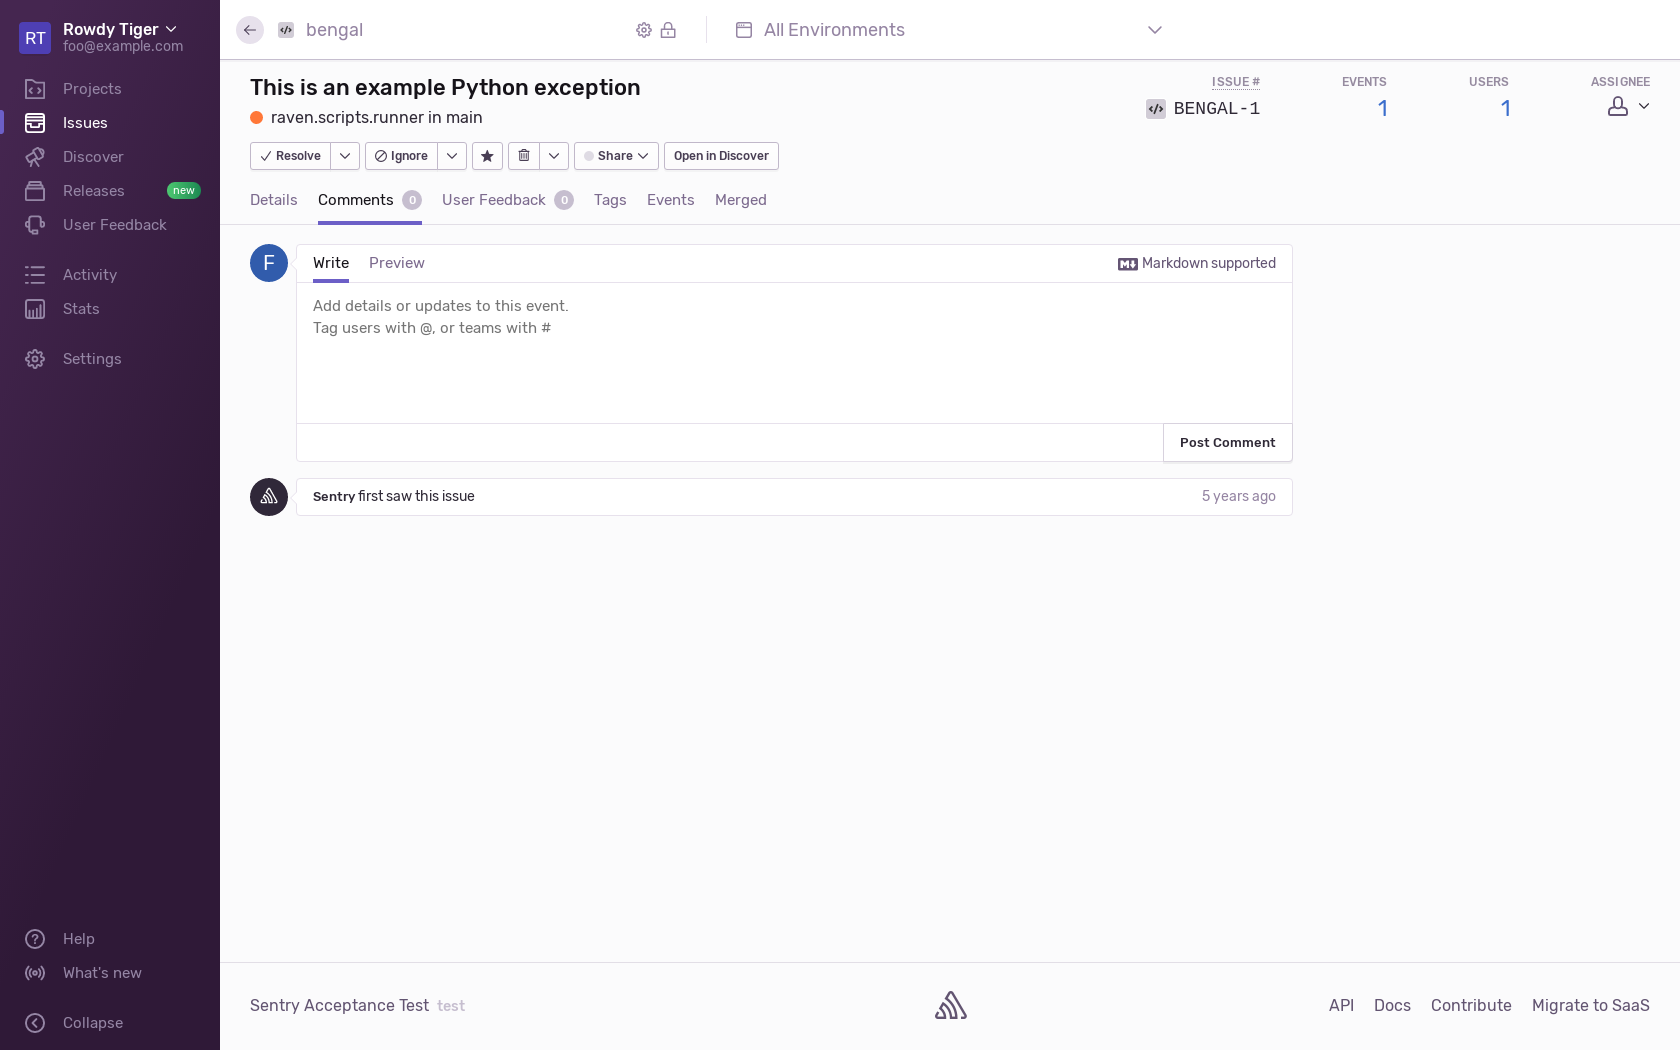 RT
Rowdy Tiger
foo@example.com
Projects
Issues
Discover
Releases new
User Feedback
Activity
Stats
Settings
Help
What's new
Collapse
bengal
All Environments
This is an example Python exception
raven.scripts.runner in main
ISSUE # EVENTS USERS ASSIGNEE
BENGAL-1 1 1
Resolve Ignore Share Open in Discover
Details Comments 0 User Feedback 0 Tags Events Merged
F
Write Preview Markdown supported
Add details or updates to this event.
Tag users with @, or teams with #
Post Comment
Sentry first saw this issue 5 years ago
Sentry Acceptance Test test API Docs Contribute Migrate to SaaS